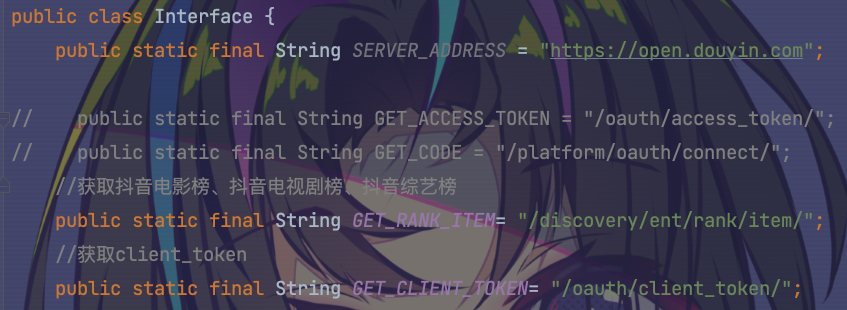 public class Interface {
public static final String SERVER_ADDRESS = "https://open.douyin.com";
//    public static final String GET_ACCESS_TOKEN = "/oauth/access_token/";
//    public static final String GET_CODE = "/platform/oauth/connect/";
//获取抖音电影榜、抖音电视剧榜、抖音综艺榜
public static final String GET_RANK_ITEM= "/discovery/ent/rank/item/";
//获取client_token
public static final String GET_CLIENT_TOKEN= "/oauth/client_token/";